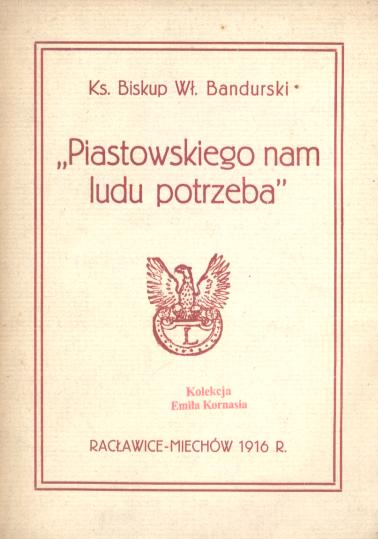 Ks. Biskup Wł. Bandurski
„Piastowskiego nam
ludu potrzeba”
L
Kolekcja
Emila Kornasia
RACŁAWICE-MIECHÓW 1916 R.